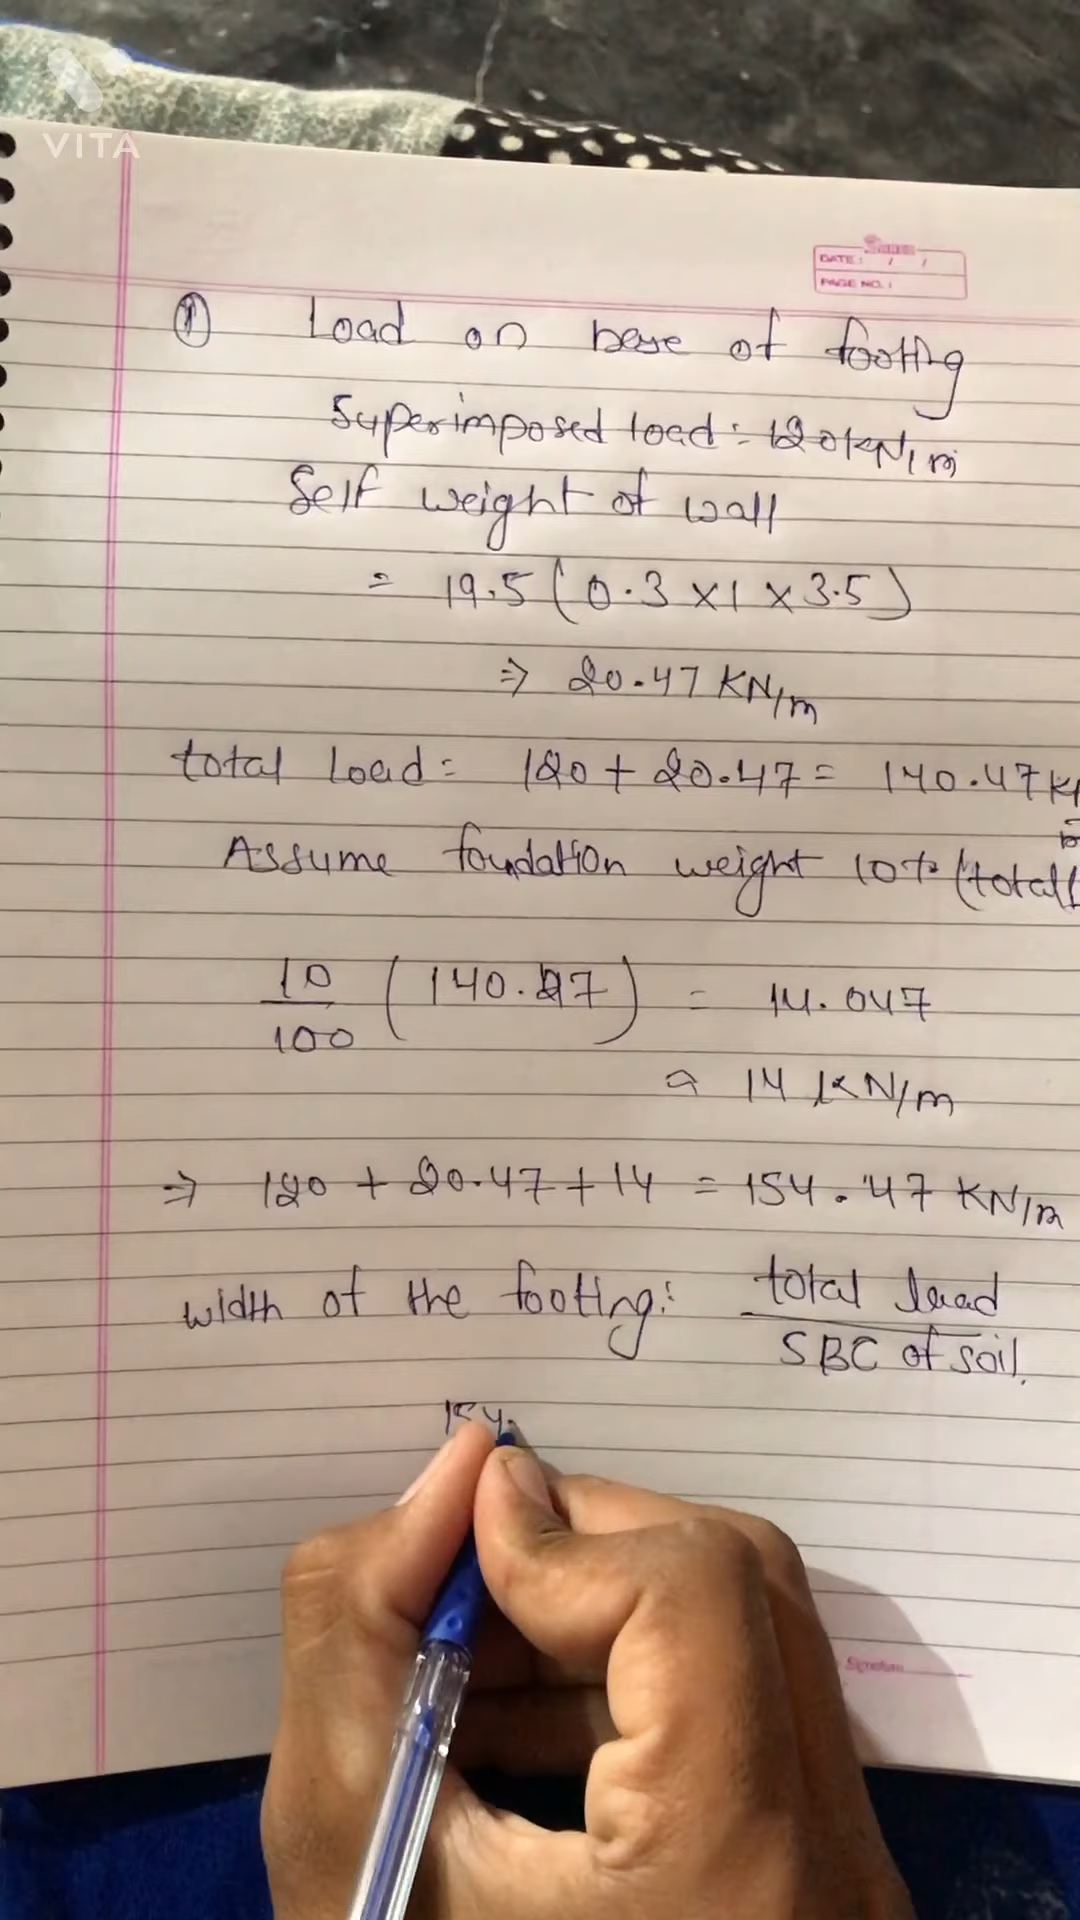 VITA
DATE: / /
PAGE NO.:
① Load on base of footing
Superimposed load = 120 KN/m
Self weight of wall
= 19.5 (0.3 × 1 × 3.5)
⇒ 20.47 KN/m
total load = 120 + 20.47 = 140.47
Assume foundation weight 10% (total
10/100 (140.47) = 14.047
= 14 KN/m
⇒ 120 + 20.47 + 14 = 154.47 KN/m
width of the footing: total load
SBC of soil.
154.
Signature